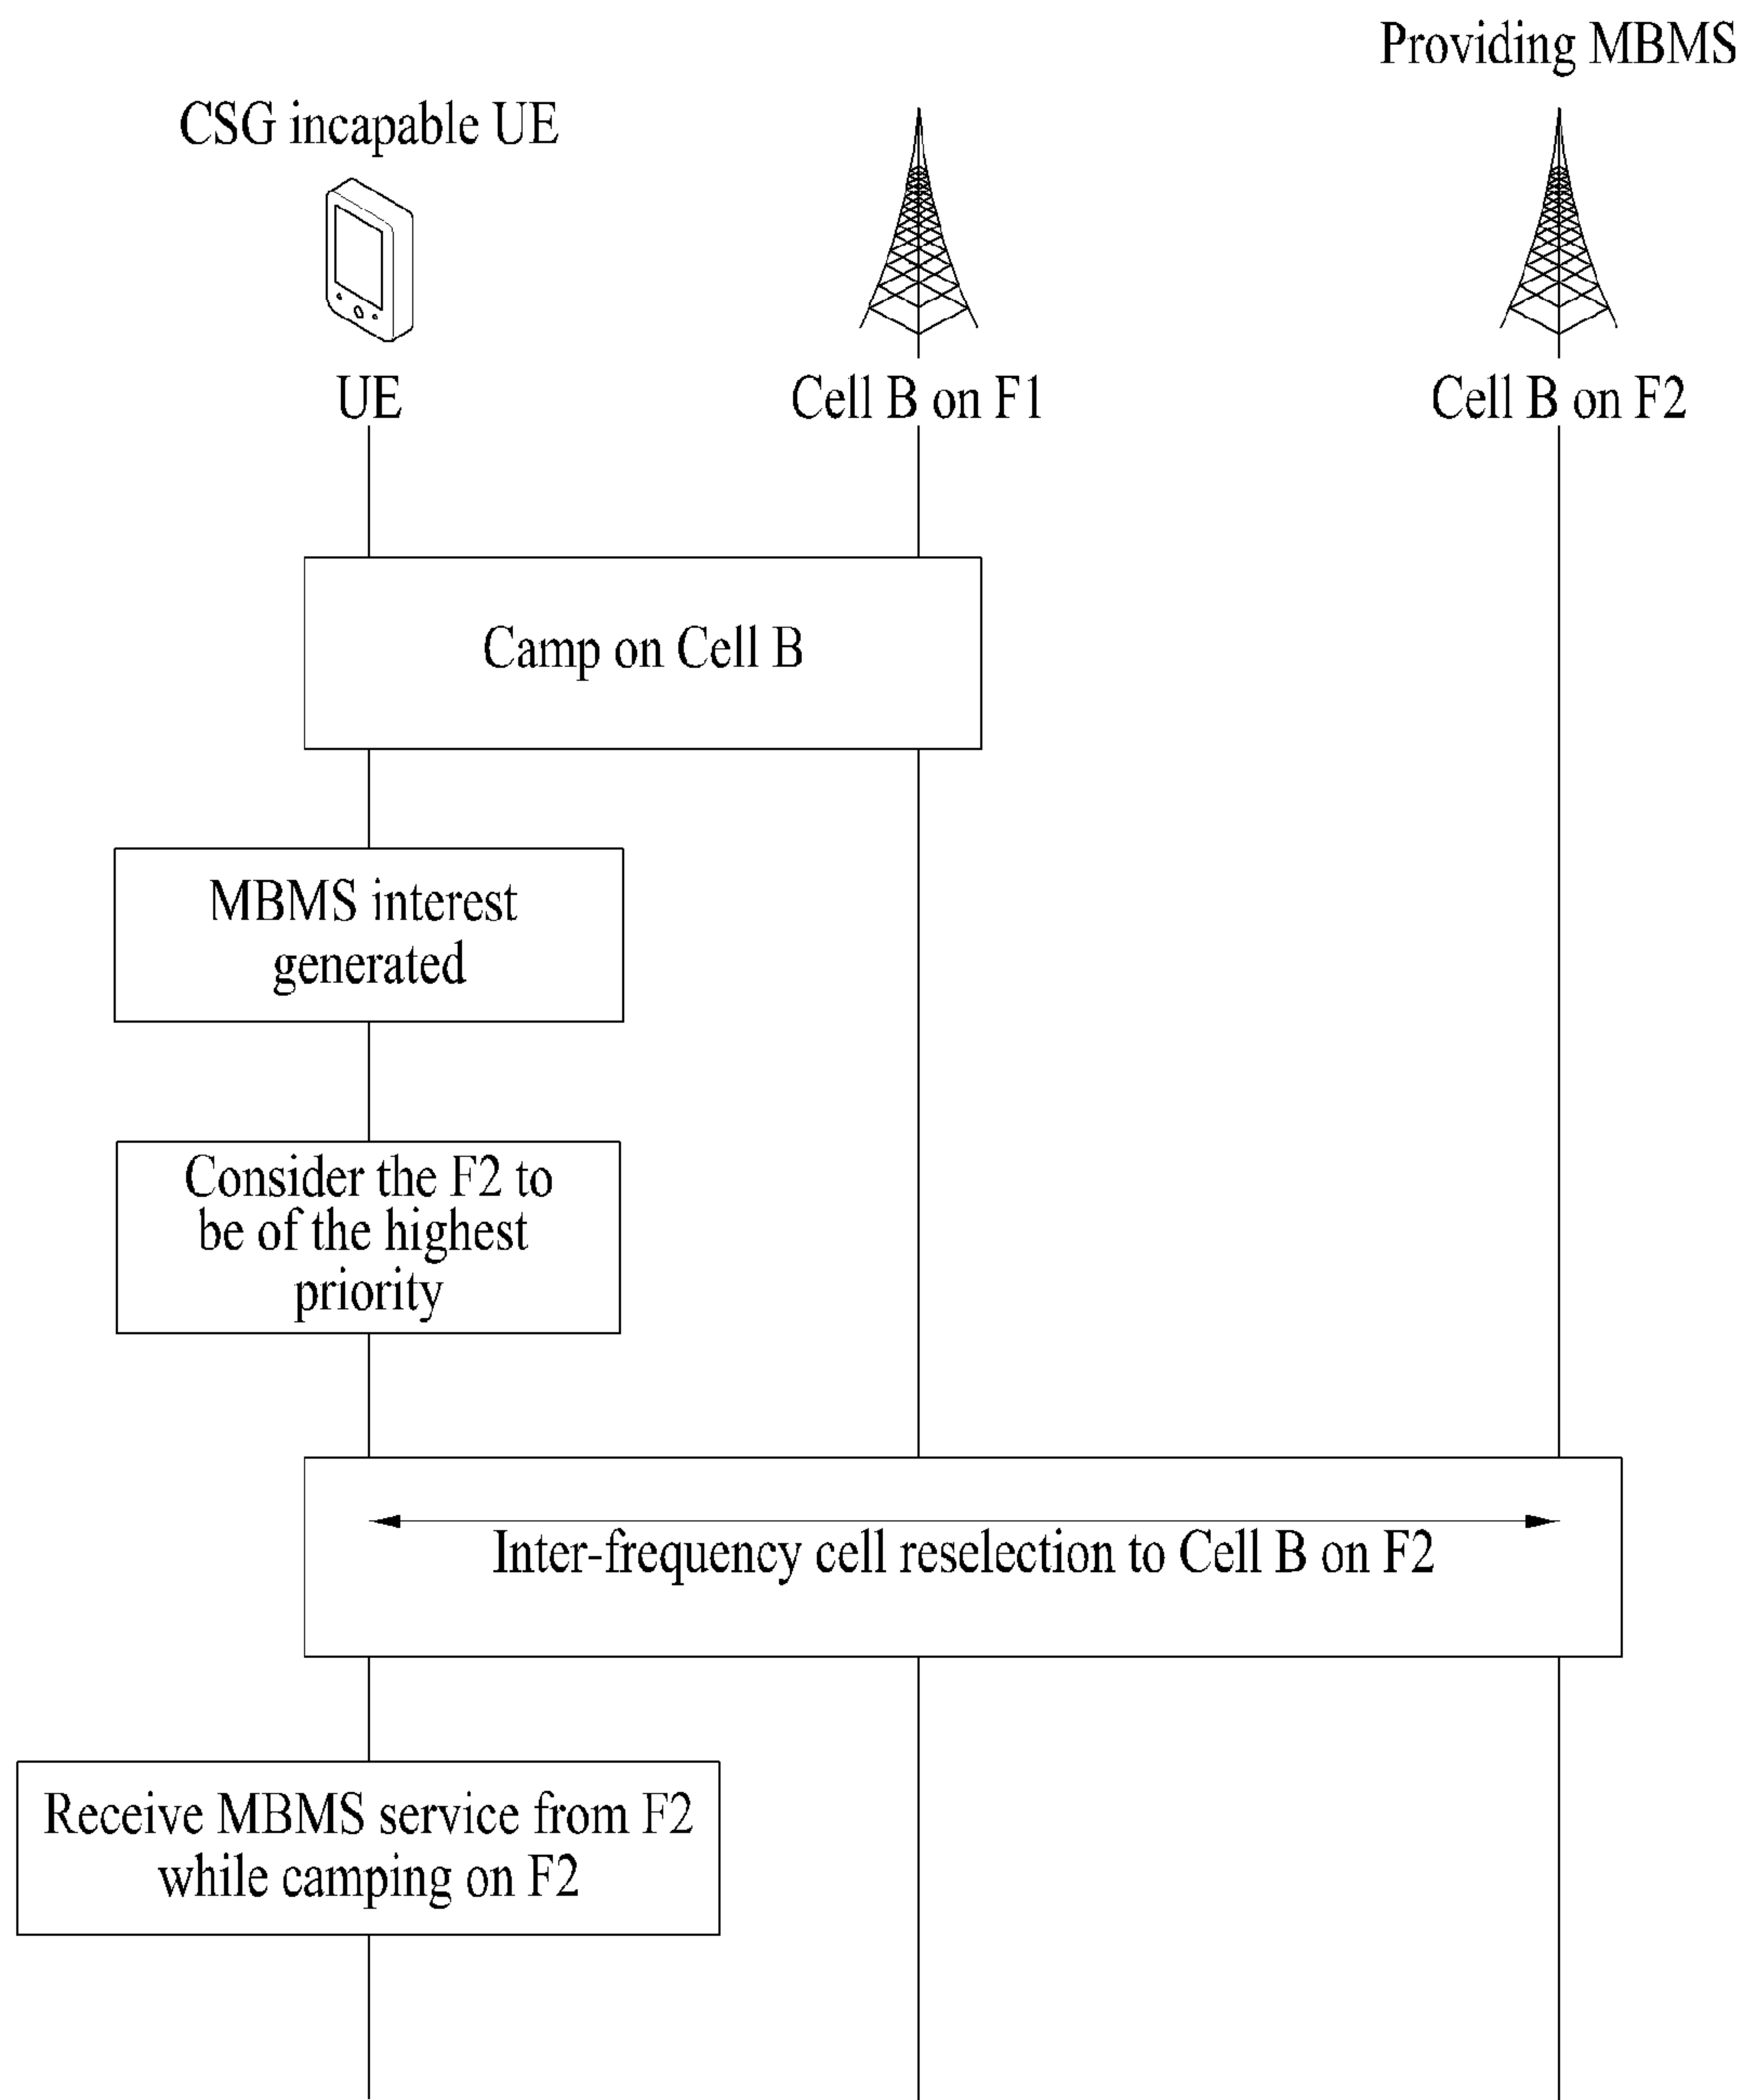 Providing MBMS
CSG incapable UE
UE
Cell B on F1
Cell B on F2
Camp on Cell B
MBMS interest
generated
Consider the F2 to
be of the highest
priority
Inter-frequency cell reselection to Cell B on F2
Receive MBMS service from F2
while camping on F2